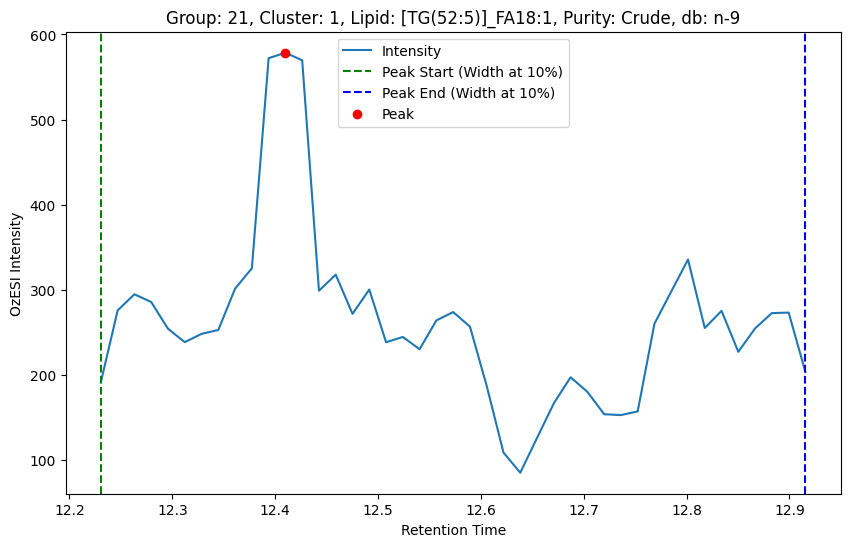 Group: 21, Cluster: 1, Lipid: [TG(52:5)]_FA18:1, Purity: Crude, db: n-9
Intensity
Peak Start (Width at 10%)
Peak End (Width at 10%)
Peak
600
500
400
300
200
100
OzESI Intensity
12.2 12.3 12.4 12.5 12.6 12.7 12.8 12.9
Retention Time